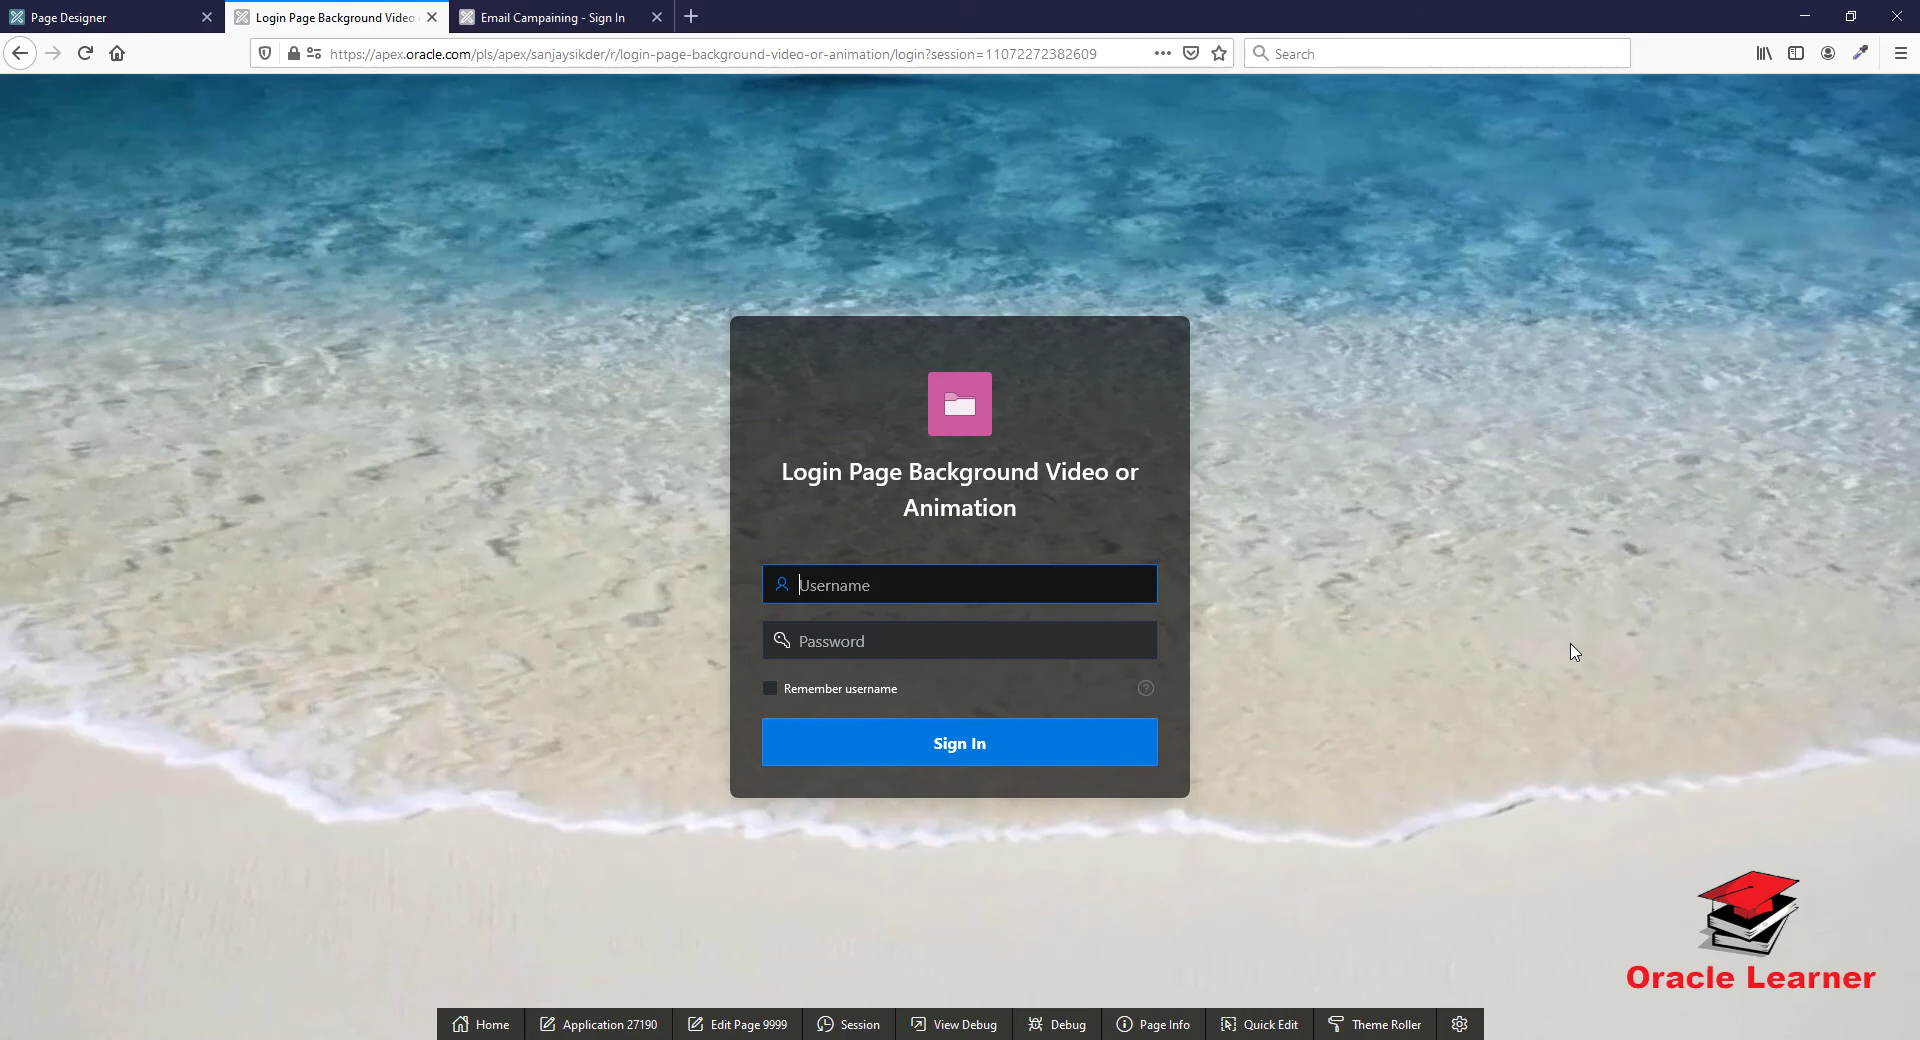 Page Designer
Login Page Background Video
Email Campaining - Sign In
https://apex.oracle.com/pls/apex/sanjaysikder/r/login-page-background-video-or-animation/login?session=11072272382609
Search
Login Page Background Video or
Animation
Username
Password
Remember username
Sign In
Oracle Learner
Home
Application 27190
Edit Page 9999
Session
View Debug
Debug
Page Info
Quick Edit
Theme Roller